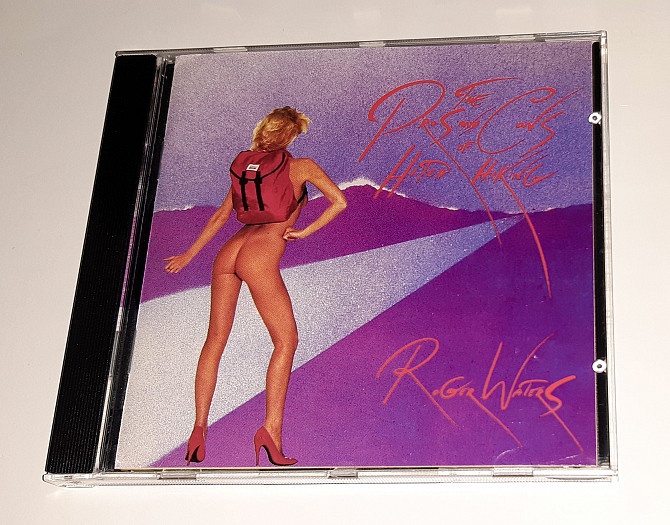 THE
PROS AND CONS
OF
HITCH HIKING
ROGER WATERS